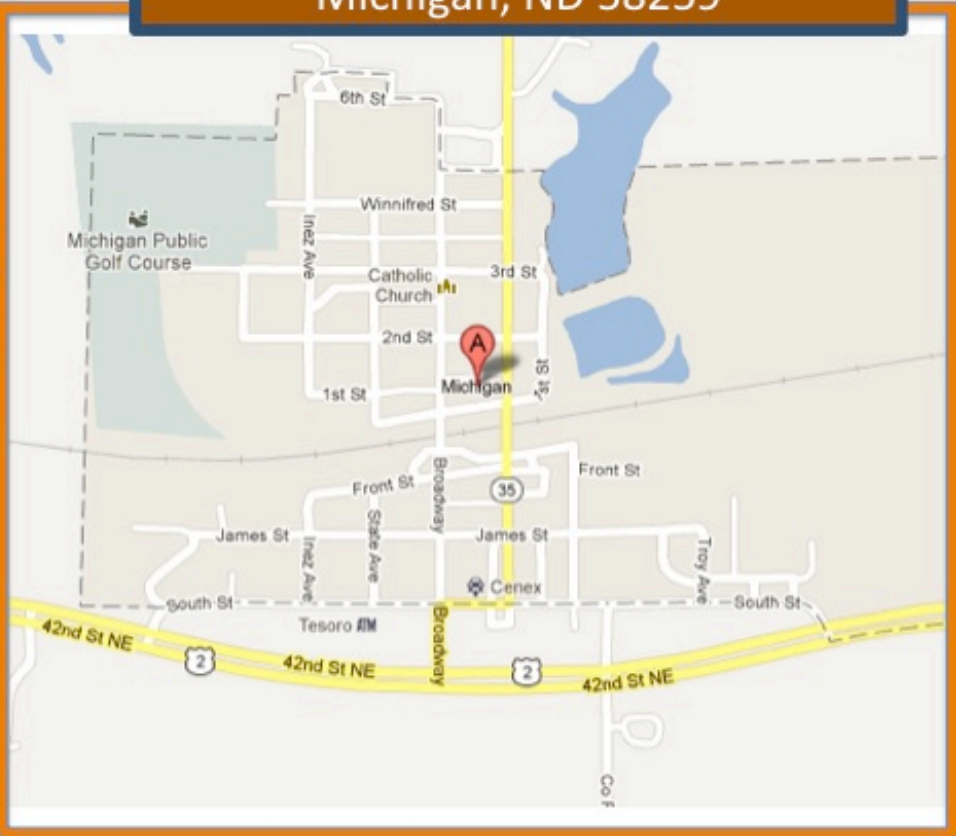 Michigan, ND 58259
6th St
Winnifred St
Inez Ave
Michigan Public
Golf Course
Catholic
Church
3rd St
2nd St
A
Michigan
1st St
1st St
Front St
Broadway
Front St
35
James St
State Ave
Inez Ave
James St
Troy Ave
Cenex
South St
South St
Tesoro ATM
Broadway
42nd St NE
2
42nd St NE
2
42nd St NE